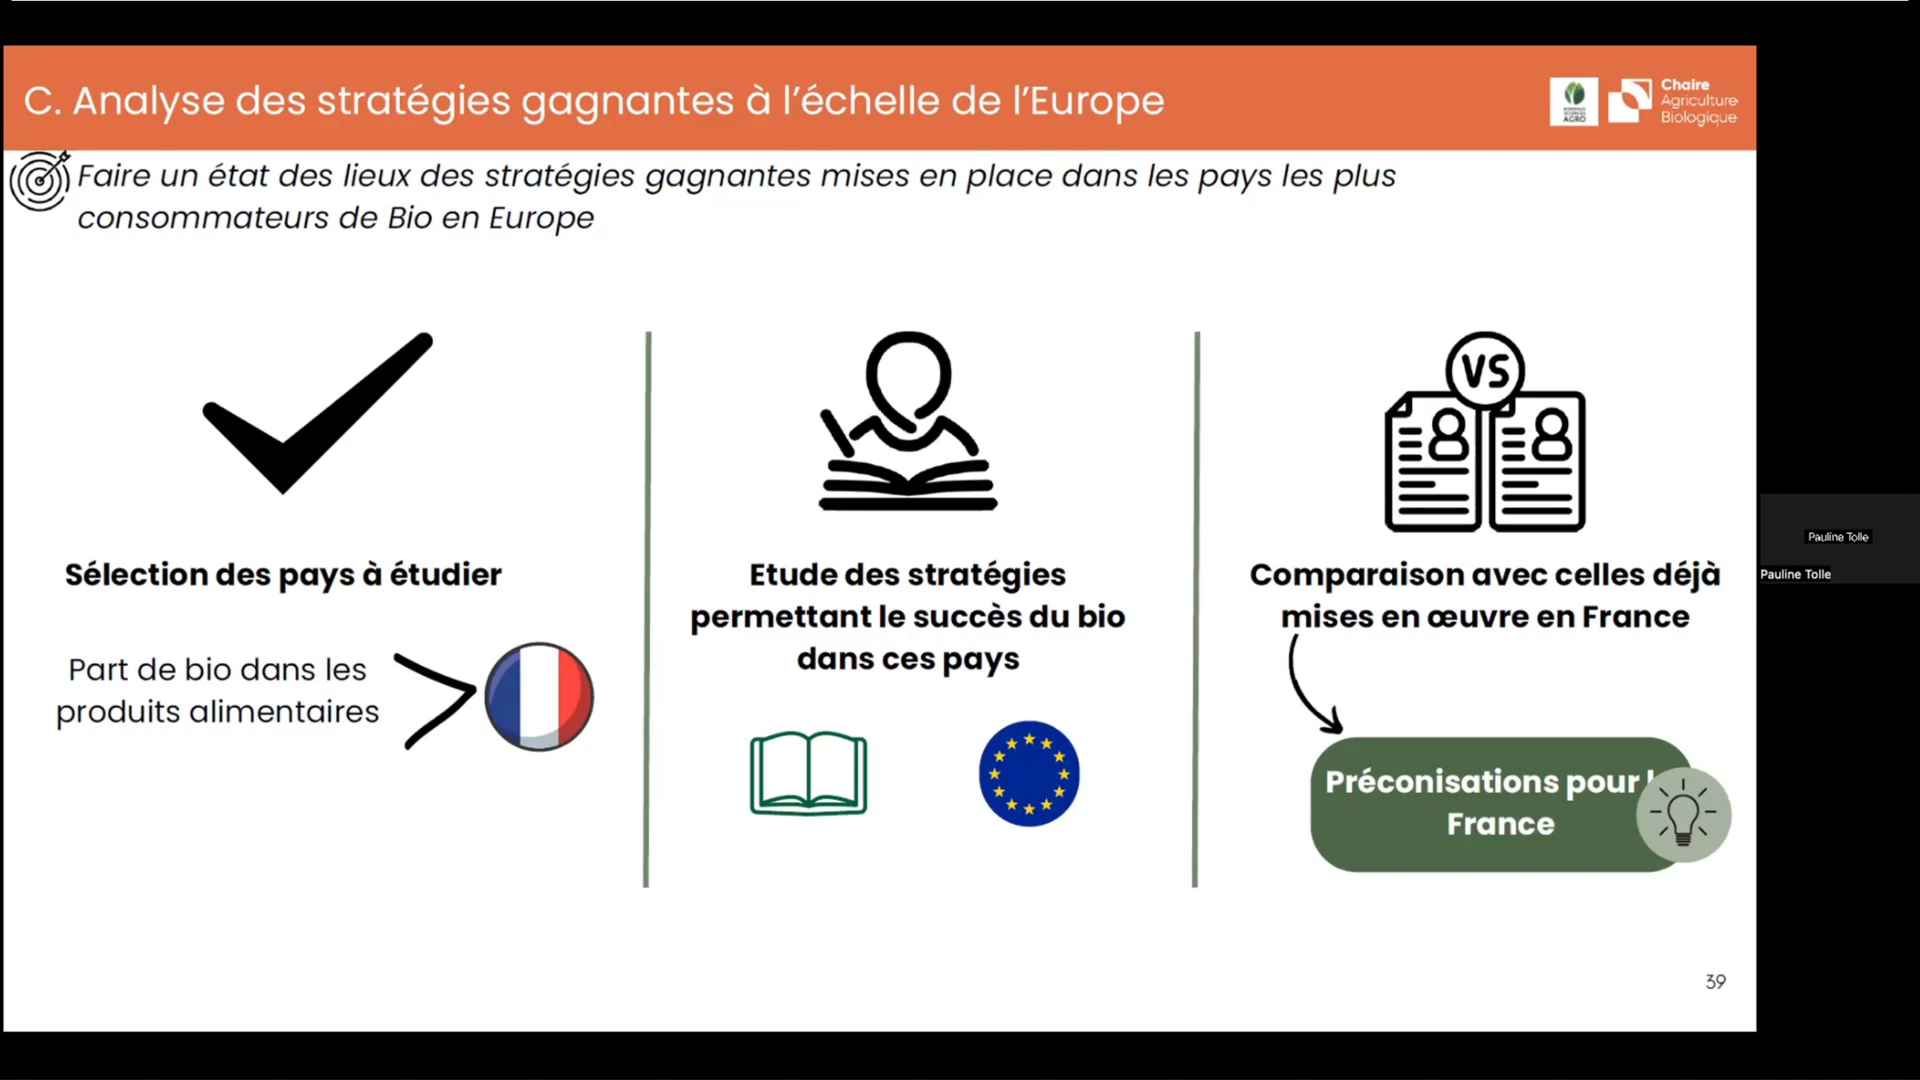 C. Analyse des stratégies gagnantes à l'échelle de l'Europe
BORDEAUX
SCIENCES
AGRO
Chaire
Agriculture
Biologique
Faire un état des lieux des stratégies gagnantes mises en place dans les pays les plus
consommateurs de Bio en Europe
Sélection des pays à étudier
Part de bio dans les
produits alimentaires
Etude des stratégies
permettant le succès du bio
dans ces pays
VS
Comparaison avec celles déjà
mises en œuvre en France
Préconisations pour
France
Pauline Tolle
Pauline Tolle
39